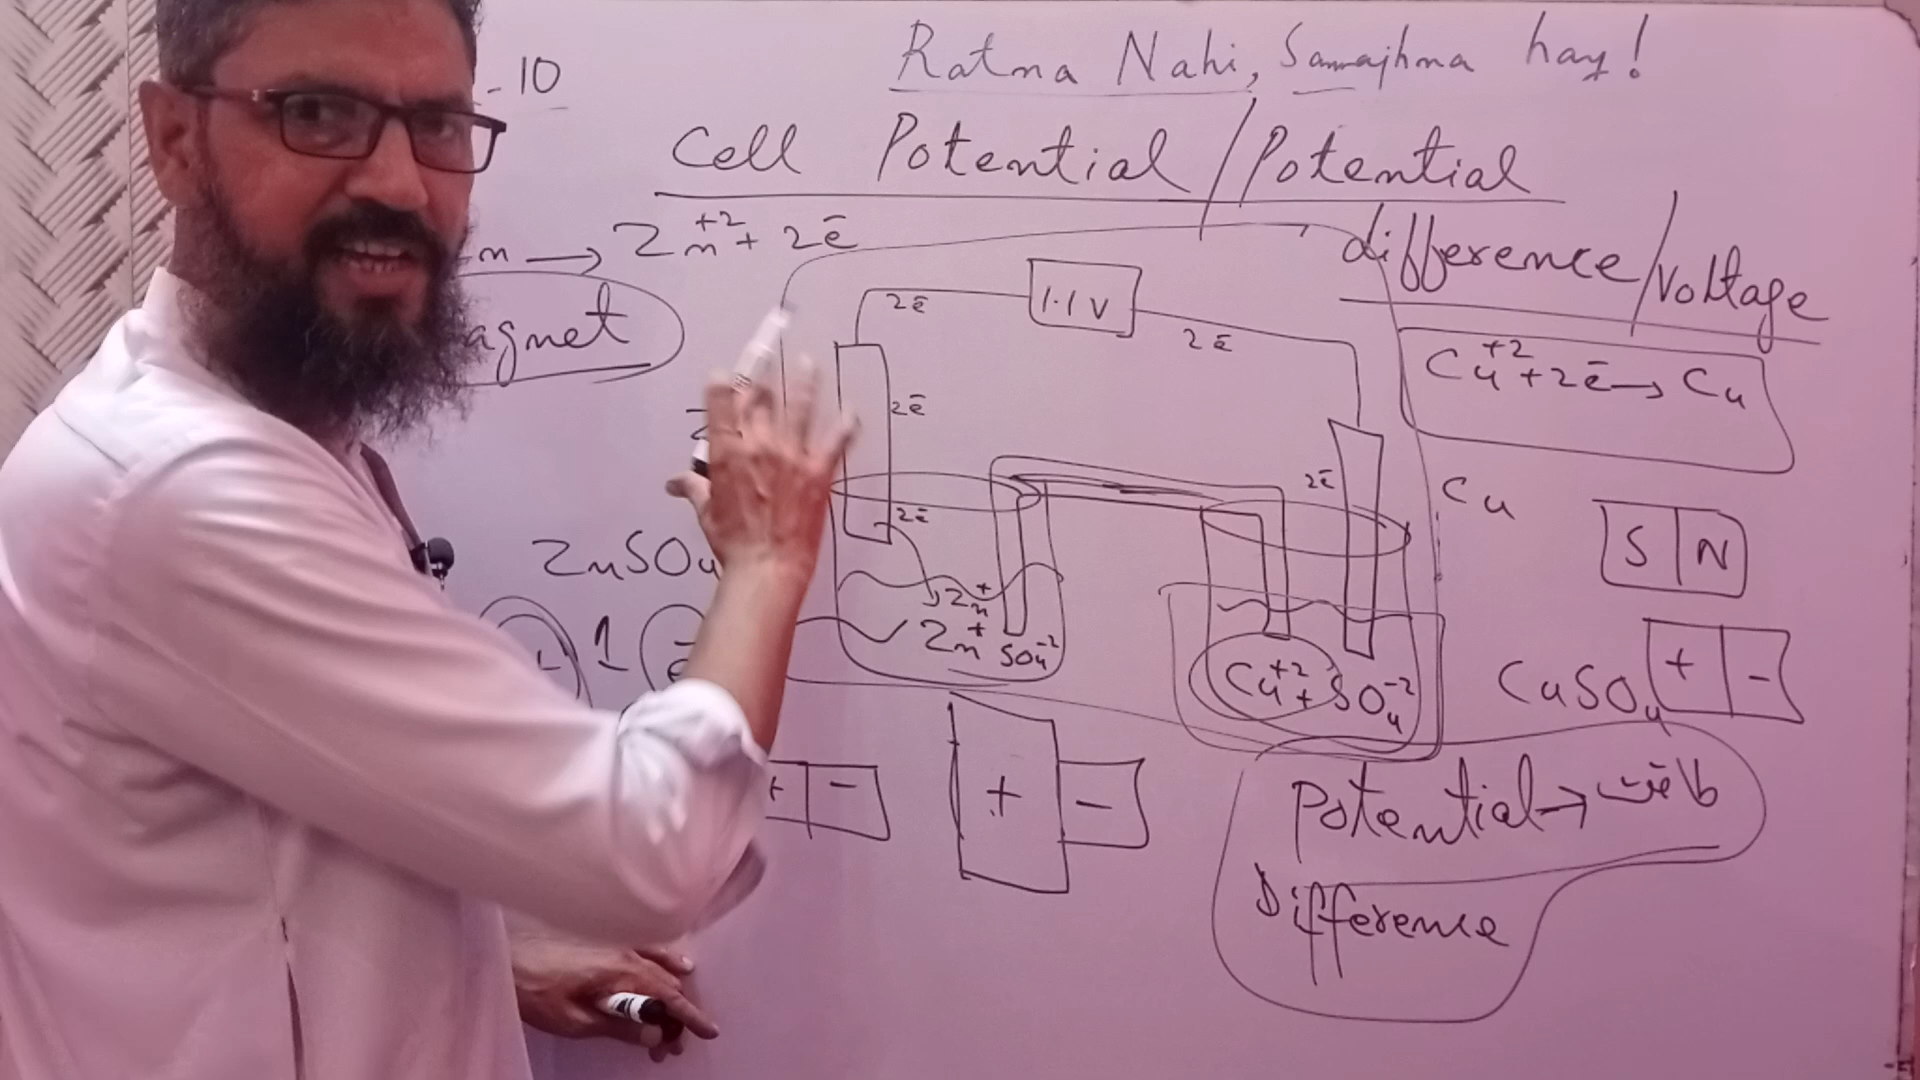 -10
Ratna Nahi, Samajhna hay!
Cell Potential/Potential
difference/Voltage
n → Zn+2 + 2ē
agnet
2ē
1.1 V
2ē
Cu+2 + 2ē → Cu
2ē
2ē
2ē
Cu
S N
ZnSO4
Zn+
Zn+ SO4-2
Cu+2 + SO4-2
CuSO4
+ -
1 ē
+ -
+ -
Potential → طاقت
Difference